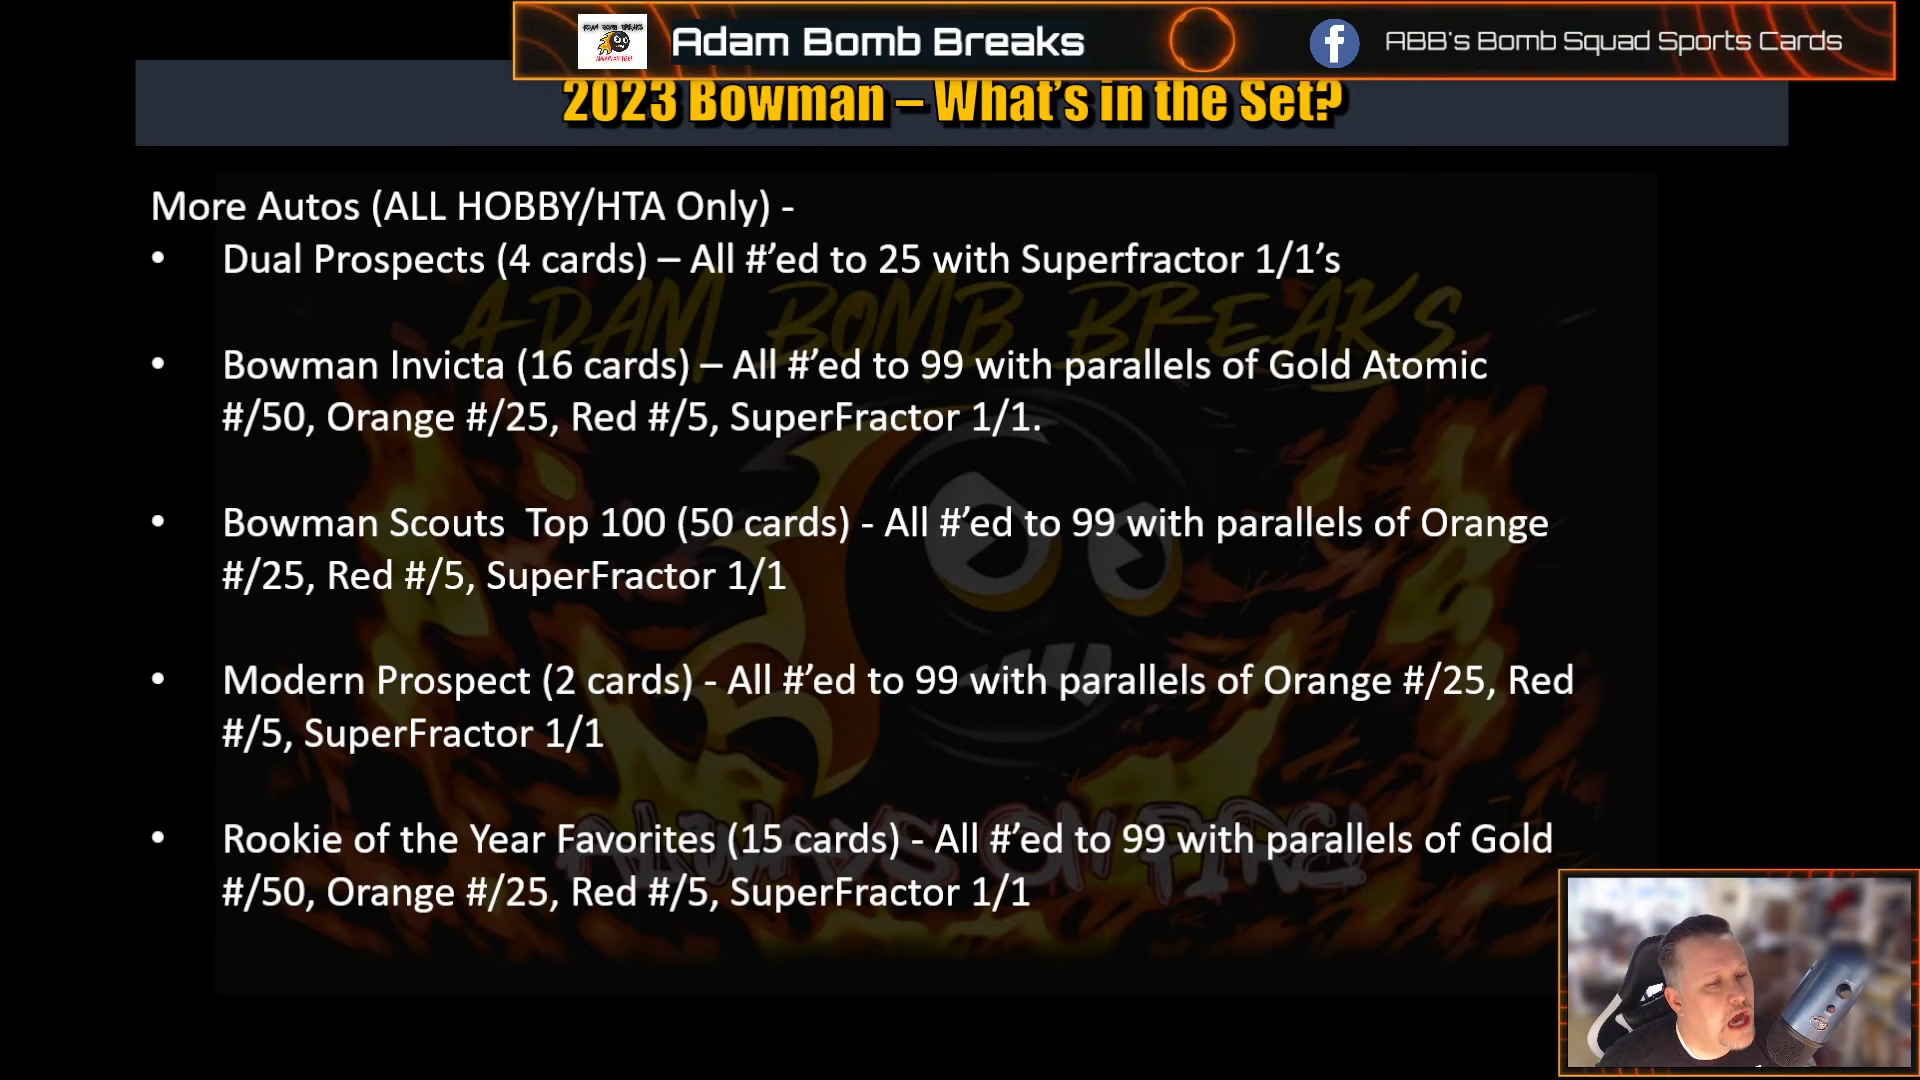 Adam Bomb Breaks
ABB's Bomb Squad Sports Cards
2023 Bowman – What's in the Set?
More Autos (ALL HOBBY/HTA Only) -
• Dual Prospects (4 cards) – All #'ed to 25 with Superfractor 1/1's
• Bowman Invicta (16 cards) – All #'ed to 99 with parallels of Gold Atomic
#/50, Orange #/25, Red #/5, SuperFractor 1/1.
• Bowman Scouts  Top 100 (50 cards) - All #'ed to 99 with parallels of Orange
#/25, Red #/5, SuperFractor 1/1
• Modern Prospect (2 cards) - All #'ed to 99 with parallels of Orange #/25, Red
#/5, SuperFractor 1/1
• Rookie of the Year Favorites (15 cards) - All #'ed to 99 with parallels of Gold
#/50, Orange #/25, Red #/5, SuperFractor 1/1
ADAM BOMB BREAKS
ALWAYS ON FIRE!